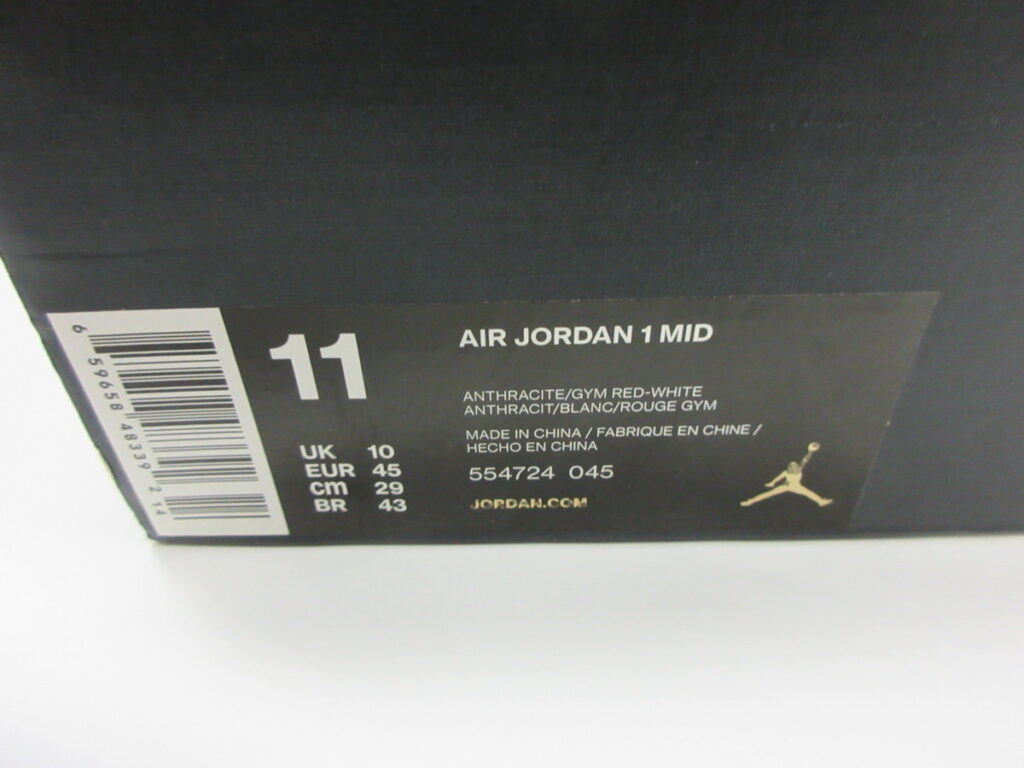 6 59658 48339 2 14
11
UK 10
EUR 45
cm 29
BR 43
AIR JORDAN 1 MID
ANTHRACITE/GYM RED-WHITE
ANTHRACIT/BLANC/ROUGE GYM
MADE IN CHINA / FABRIQUE EN CHINE /
HECHO EN CHINA
554724 045
JORDAN.COM